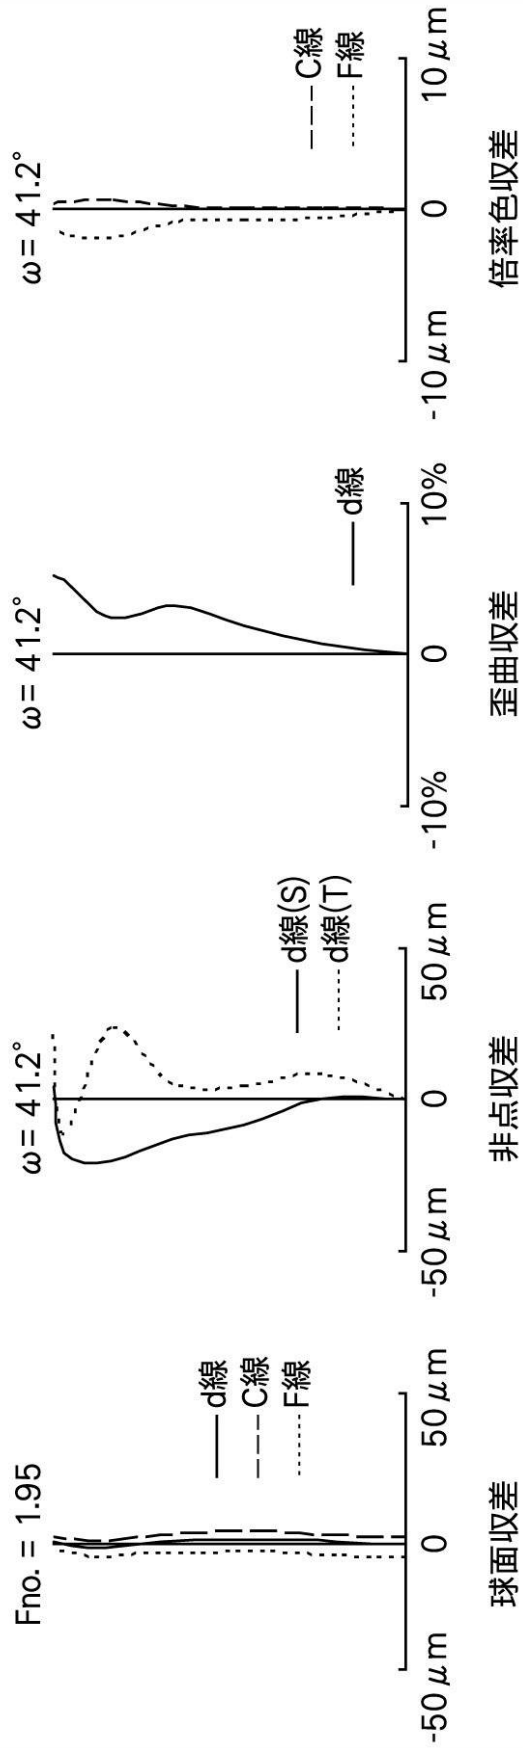 Fno. = 1.95
d線
C線
F線
-50μm
0
50μm
球面収差
ω= 41.2°
d線(S)
d線(T)
-50μm
0
50μm
非点収差
ω= 41.2°
d線
-10%
0
10%
歪曲収差
ω= 41.2°
C線
F線
-10μm
0
10μm
倍率色収差